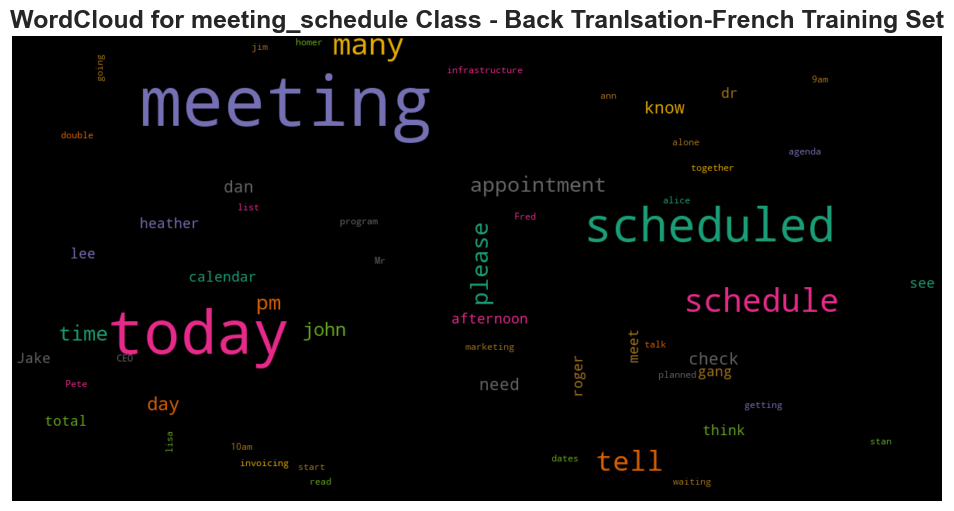 WordCloud for meeting_schedule Class - Back Tranlsation-French Training Set
jim
homer
many
going
infrastructure
9am
meeting
ann
dr
know
double
alone
agenda
together
dan
appointment
list
alice
heather
program
Fred
scheduled
lee
Mr
please
calendar
see
pm
schedule
today
time
john
afternoon
Jake
CEO
marketing
meet
talk
check
Pete
need
roger
planned
gang
day
total
getting
lisa
think
stan
10am
invoicing
start
dates
tell
read
waiting